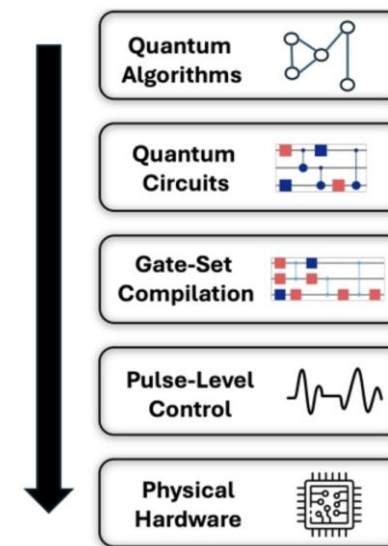 Quantum
Algorithms
Quantum
Circuits
Gate-Set
Compilation
Pulse-Level
Control
Physical
Hardware